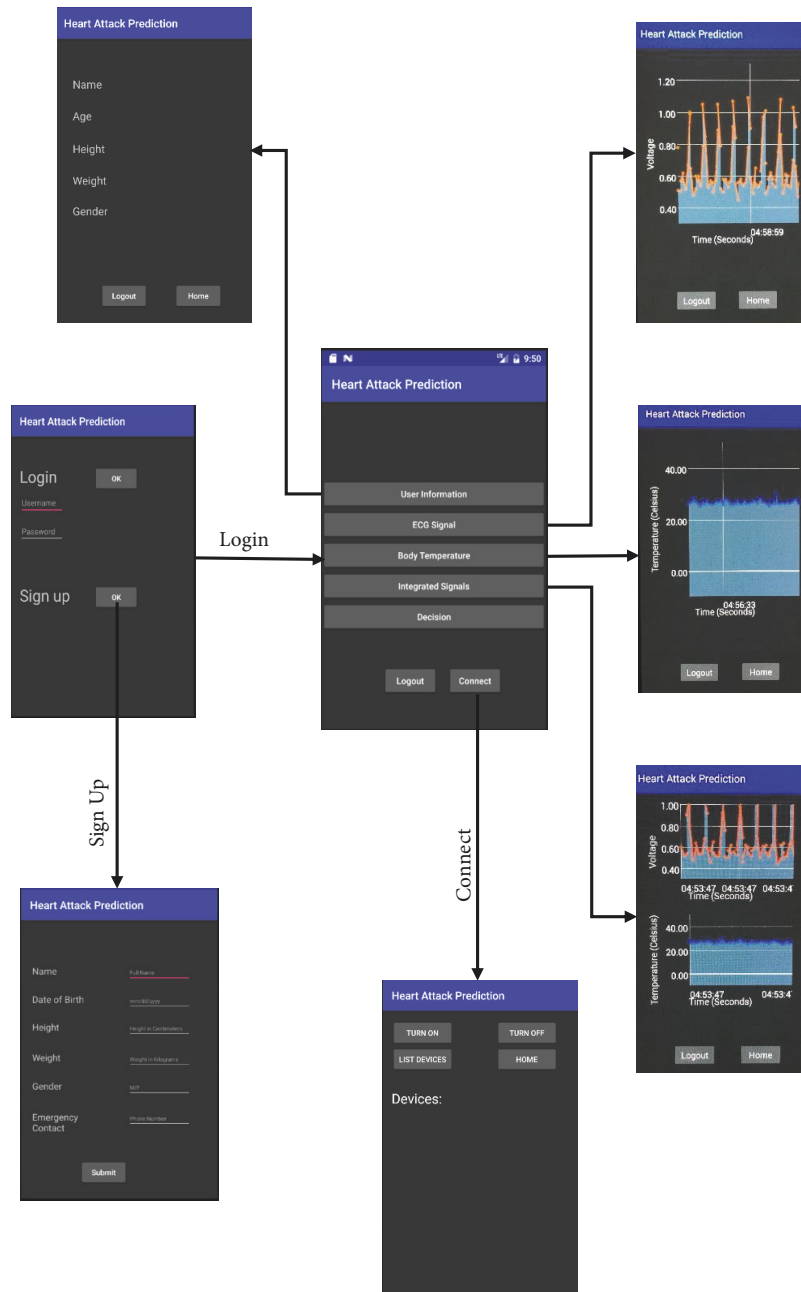 Heart Attack Prediction
Name
Age
Height
Weight
Gender
Logout Home
Heart Attack Prediction
1.20
1.00
0.80
0.60
0.40
Voltage
04:58:59
Time (Seconds)
Logout Home
9:50
Heart Attack Prediction
User Information
ECG Signal
Body Temperature
Integrated Signals
Decision
Logout Connect
Heart Attack Prediction
Login OK
Username
Password
Sign up OK
Login
Sign Up
Connect
Heart Attack Prediction
40.00
20.00
0.00
Temperature (Celsius)
04:56:33
Time (Seconds)
Logout Home
Heart Attack Prediction
1.00
0.80
0.60
0.40
Voltage
04:53:47 04:53:47 04:53:4
Time (Seconds)
40.00
20.00
0.00
Temperature (Celsius)
04:53:47 04:53:4
Time (Seconds)
Logout Home
Heart Attack Prediction
Name Full Name
Date of Birth
Height Height in Centimeters
Weight Weight in Kilograms
Gender M/F
Emergency Contact Phone Number
Submit
Heart Attack Prediction
TURN ON TURN OFF
LIST DEVICES HOME
Devices: